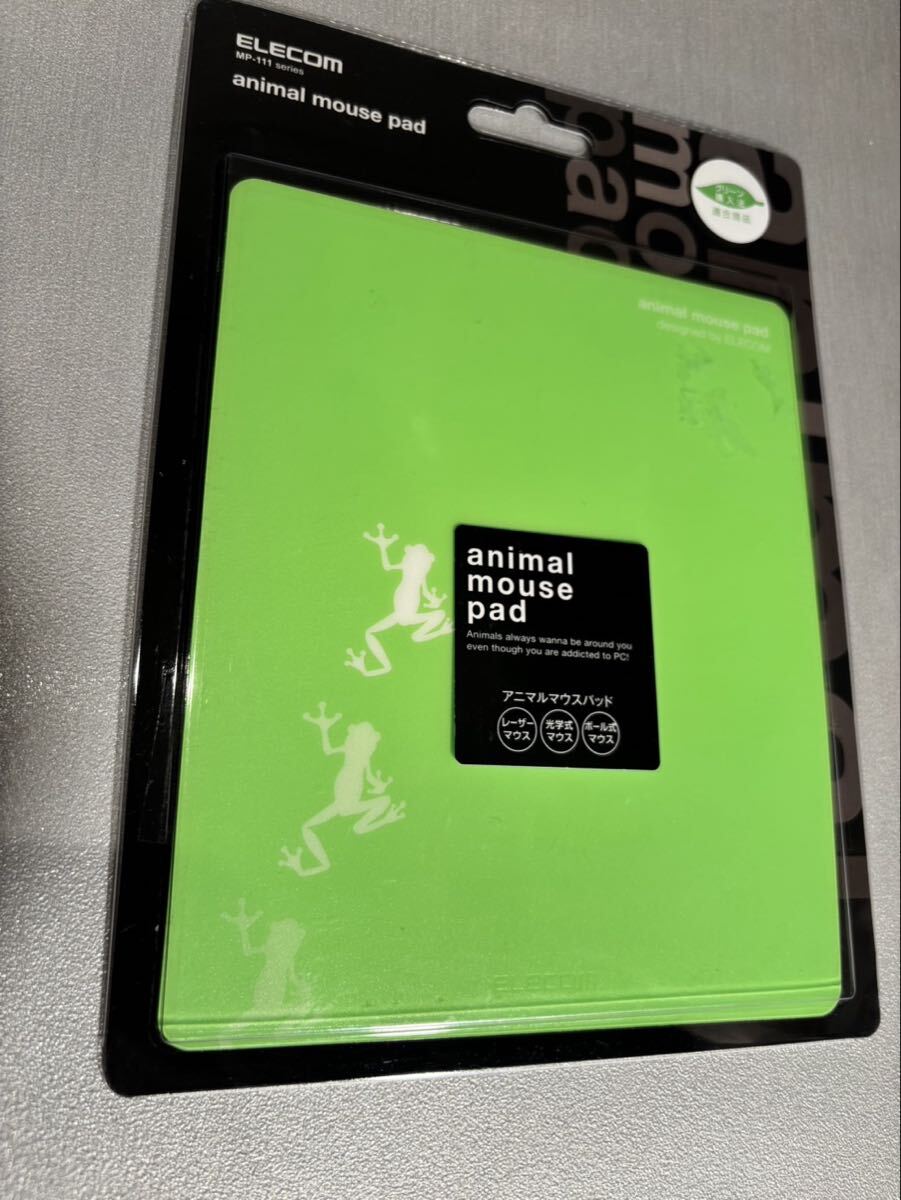 ELECOM
MP-111 series
animal mouse pad
グリーン
購入法
適合商品
animal mouse pad
designed by ELECOM
animal
mouse
pad
Animals always wanna be around you
even though you are addicted to PC!
アニマルマウスパッド
レーザー
マウス
光学式
マウス
ボール式
マウス
ELECOM